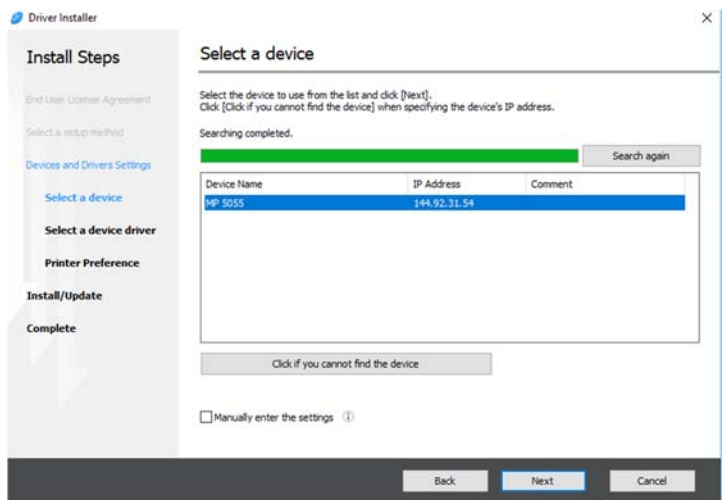 Driver Installer
Install Steps
End User License Agreement
Select a setup method
Devices and Drivers Settings
Select a device
Select a device driver
Printer Preference
Install/Update
Complete
Select a device
Select the device to use from the list and click [Next].
Click [Click if you cannot find the device] when specifying the device's IP address.
Searching completed.
Search again
Device Name IP Address Comment
MP 5055 144.92.31.54
Click if you cannot find the device
Manually enter the settings
Back Next Cancel